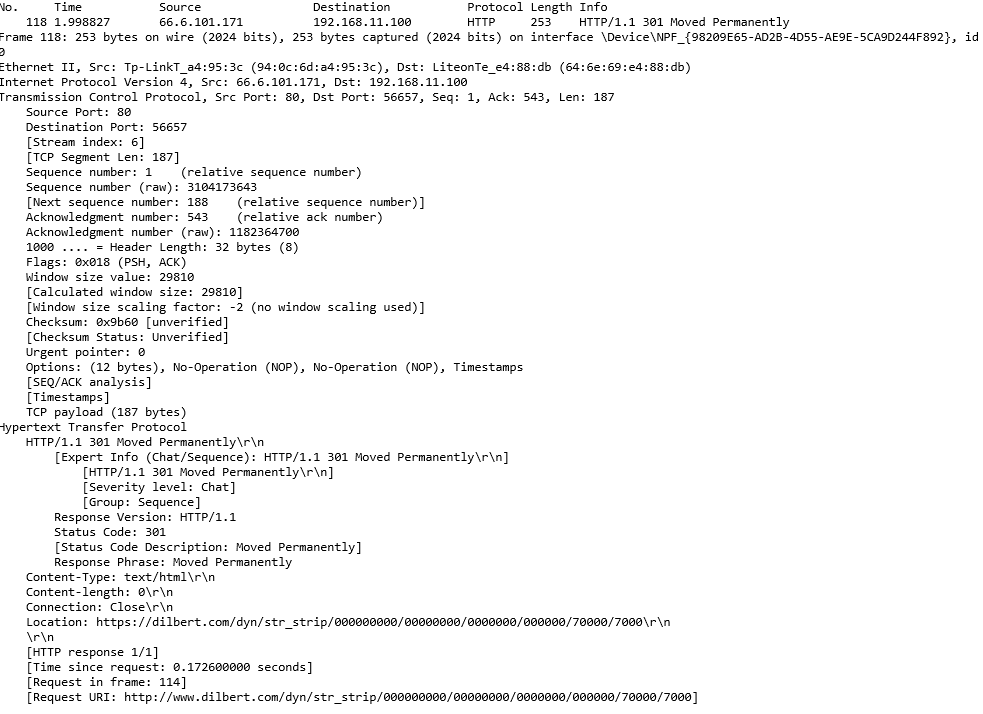 No.     Time           Source                Destination           Protocol Length Info
    118 1.998827       66.6.101.171          192.168.11.100        HTTP     253    HTTP/1.1 301 Moved Permanently
Frame 118: 253 bytes on wire (2024 bits), 253 bytes captured (2024 bits) on interface \Device\NPF_{98209E65-AD2B-4D55-AE9E-5CA9D244F892}, id
0
Ethernet II, Src: Tp-LinkT_a4:95:3c (94:0c:6d:a4:95:3c), Dst: LiteonTe_e4:88:db (64:6e:69:e4:88:db)
Internet Protocol Version 4, Src: 66.6.101.171, Dst: 192.168.11.100
Transmission Control Protocol, Src Port: 80, Dst Port: 56657, Seq: 1, Ack: 543, Len: 187
    Source Port: 80
    Destination Port: 56657
    [Stream index: 6]
    [TCP Segment Len: 187]
    Sequence number: 1    (relative sequence number)
    Sequence number (raw): 3104173643
    [Next sequence number: 188    (relative sequence number)]
    Acknowledgment number: 543    (relative ack number)
    Acknowledgment number (raw): 1182364700
    1000 .... = Header Length: 32 bytes (8)
    Flags: 0x018 (PSH, ACK)
    Window size value: 29810
    [Calculated window size: 29810]
    [Window size scaling factor: -2 (no window scaling used)]
    Checksum: 0x9b60 [unverified]
    [Checksum Status: Unverified]
    Urgent pointer: 0
    Options: (12 bytes), No-Operation (NOP), No-Operation (NOP), Timestamps
    [SEQ/ACK analysis]
    [Timestamps]
    TCP payload (187 bytes)
Hypertext Transfer Protocol
    HTTP/1.1 301 Moved Permanently\r\n
        [Expert Info (Chat/Sequence): HTTP/1.1 301 Moved Permanently\r\n]
            [HTTP/1.1 301 Moved Permanently\r\n]
            [Severity level: Chat]
            [Group: Sequence]
        Response Version: HTTP/1.1
        Status Code: 301
        [Status Code Description: Moved Permanently]
        Response Phrase: Moved Permanently
    Content-Type: text/html\r\n
    Content-length: 0\r\n
    Connection: Close\r\n
    Location: https://dilbert.com/dyn/str_strip/000000000/00000000/0000000/000000/70000/7000\r\n
    \r\n
    [HTTP response 1/1]
    [Time since request: 0.172600000 seconds]
    [Request in frame: 114]
    [Request URI: http://www.dilbert.com/dyn/str_strip/000000000/00000000/0000000/000000/70000/7000]